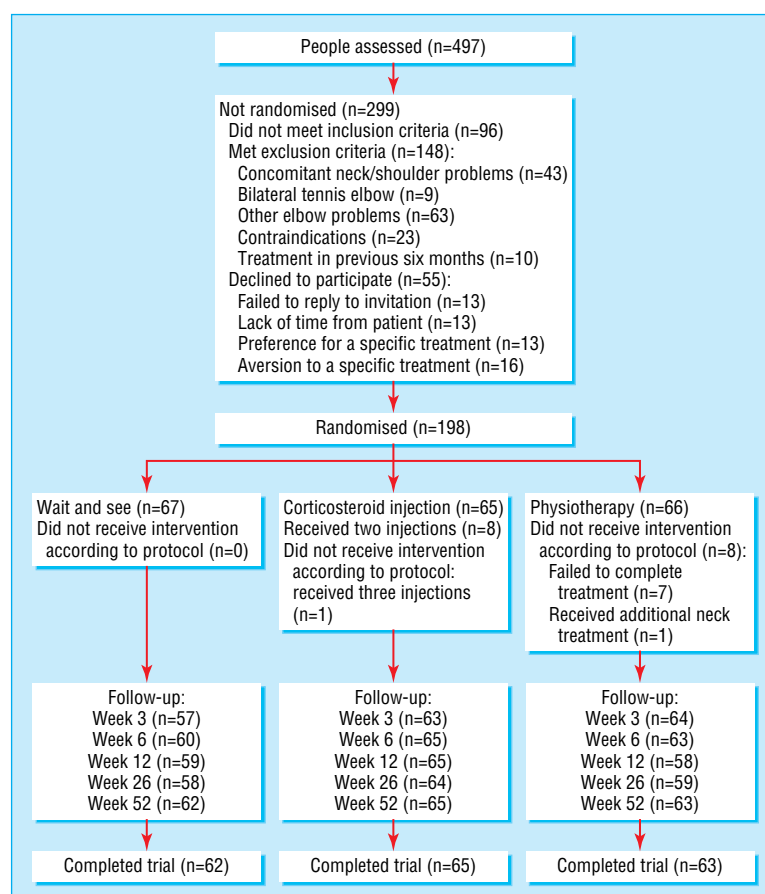 People assessed (n=497)
Not randomised (n=299)
Did not meet inclusion criteria (n=96)
Met exclusion criteria (n=148):
Concomitant neck/shoulder problems (n=43)
Bilateral tennis elbow (n=9)
Other elbow problems (n=63)
Contraindications (n=23)
Treatment in previous six months (n=10)
Declined to participate (n=55):
Failed to reply to invitation (n=13)
Lack of time from patient (n=13)
Preference for a specific treatment (n=13)
Aversion to a specific treatment (n=16)
Randomised (n=198)
Wait and see (n=67)
Did not receive intervention
according to protocol (n=0)
Corticosteroid injection (n=65)
Received two injections (n=8)
Did not receive intervention
according to protocol:
received three injections
(n=1)
Physiotherapy (n=66)
Did not receive intervention
according to protocol (n=8):
Failed to complete
treatment (n=7)
Received additional neck
treatment (n=1)
Follow-up:
Week 3 (n=57)
Week 6 (n=60)
Week 12 (n=59)
Week 26 (n=58)
Week 52 (n=62)
Follow-up:
Week 3 (n=63)
Week 6 (n=65)
Week 12 (n=65)
Week 26 (n=64)
Week 52 (n=65)
Follow-up:
Week 3 (n=64)
Week 6 (n=63)
Week 12 (n=58)
Week 26 (n=59)
Week 52 (n=63)
Completed trial (n=62)
Completed trial (n=65)
Completed trial (n=63)